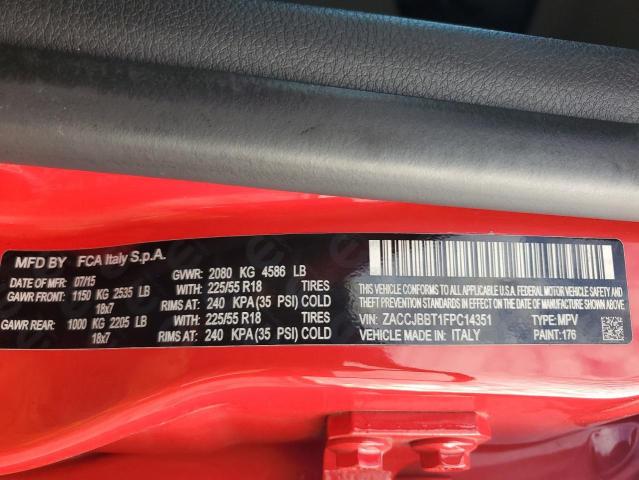 MFD BY FCA Italy S.p.A.
DATE OF MFR: 07/15 GVWR: 2080 KG 4586 LB
GAWR FRONT: 1150 KG 2535 LB WITH 225/55 R18 TIRES
18x7 RIMS AT 240 KPA(35 PSI) COLD
GAWR REAR: 1000 KG 2205 LB WITH 225/55 R18 TIRES
18x7 RIMS AT 240 KPA(35 PSI) COLD
THIS VEHICLE CONFORMS TO ALL APPLICABLE U.S.A. FEDERAL MOTOR VEHICLE SAFETY
AND THEFT PREVENTION STANDARDS IN EFFECT ON THE DATE OF MFR SHOWN ABOVE.
VIN: ZACCJBBT1FPC14351 TYPE: MPV
VEHICLE MADE IN: ITALY PAINT: 176